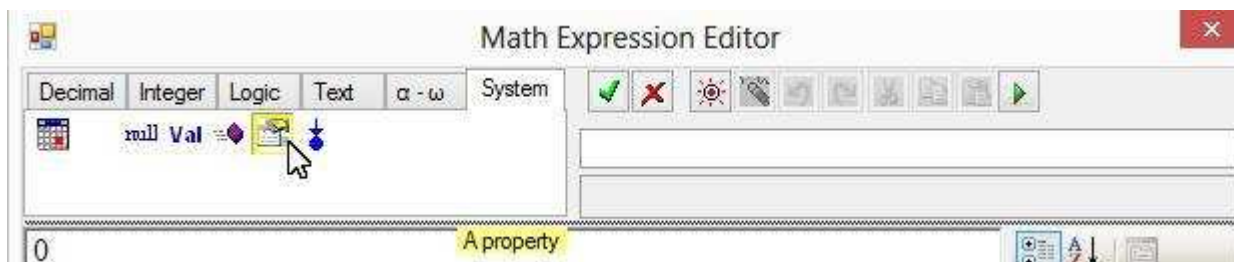 Math Expression Editor
Decimal Integer Logic Text α - ω System
null Val
A property
0